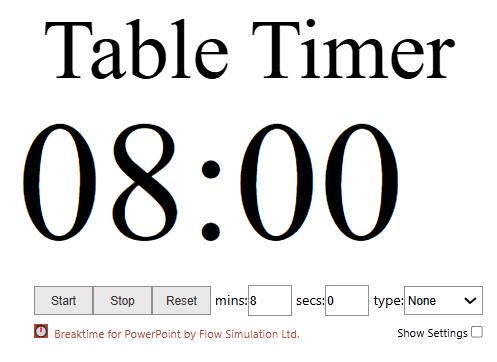 Table Timer
08:00
Start Stop Reset mins: 8 secs: 0 type: None
Breaktime for PowerPoint by Flow Simulation Ltd. Show Settings